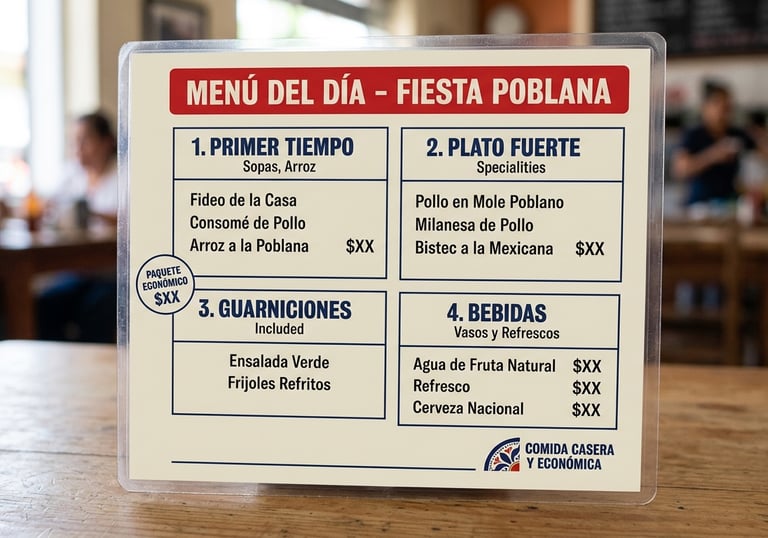 MENÚ DEL DÍA - FIESTA POBLANA
1. PRIMER TIEMPO
Sopas, Arroz
Fideo de la Casa
Consomé de Pollo
Arroz a la Poblana $XX
2. PLATO FUERTE
Specialities
Pollo en Mole Poblano
Milanesa de Pollo
Bistec a la Mexicana $XX
PAQUETE
ECONÓMICO
$XX
3. GUARNICIONES
Included
Ensalada Verde
Frijoles Refritos
4. BEBIDAS
Vasos y Refrescos
Agua de Fruta Natural $XX
Refresco $XX
Cerveza Nacional $XX
COMIDA CASERA
Y ECONÓMICA